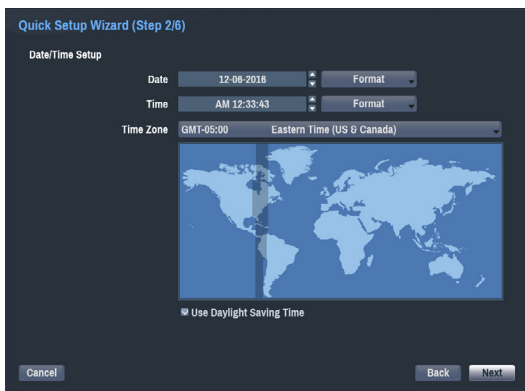 Quick Setup Wizard (Step 2/6)
Date/Time Setup
Date 12-06-2016 Format
Time AM 12:33:43 Format
Time Zone GMT-05:00 Eastern Time (US & Canada)
Use Daylight Saving Time
Cancel Back Next